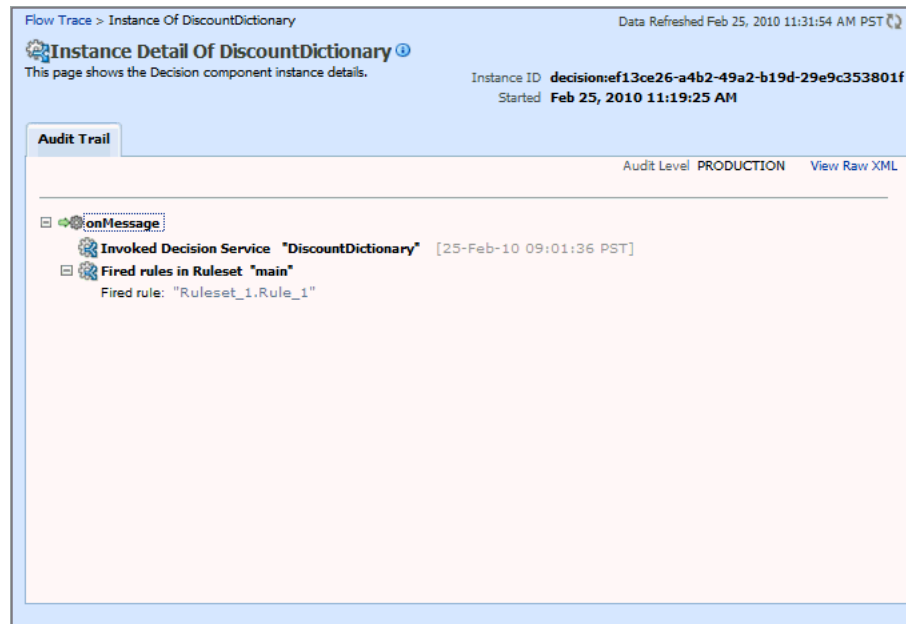 Flow Trace > Instance Of DiscountDictionary
Data Refreshed Feb 25, 2010 11:31:54 AM PST
Instance Detail Of DiscountDictionary
This page shows the Decision component instance details.
Instance ID decision:ef13ce26-a4b2-49a2-b19d-29e9c353801f
Started Feb 25, 2010 11:19:25 AM
Audit Trail
Audit Level PRODUCTION View Raw XML
onMessage
Invoked Decision Service "DiscountDictionary" [25-Feb-10 09:01:36 PST]
Fired rules in Ruleset "main"
Fired rule: "Ruleset_1.Rule_1"